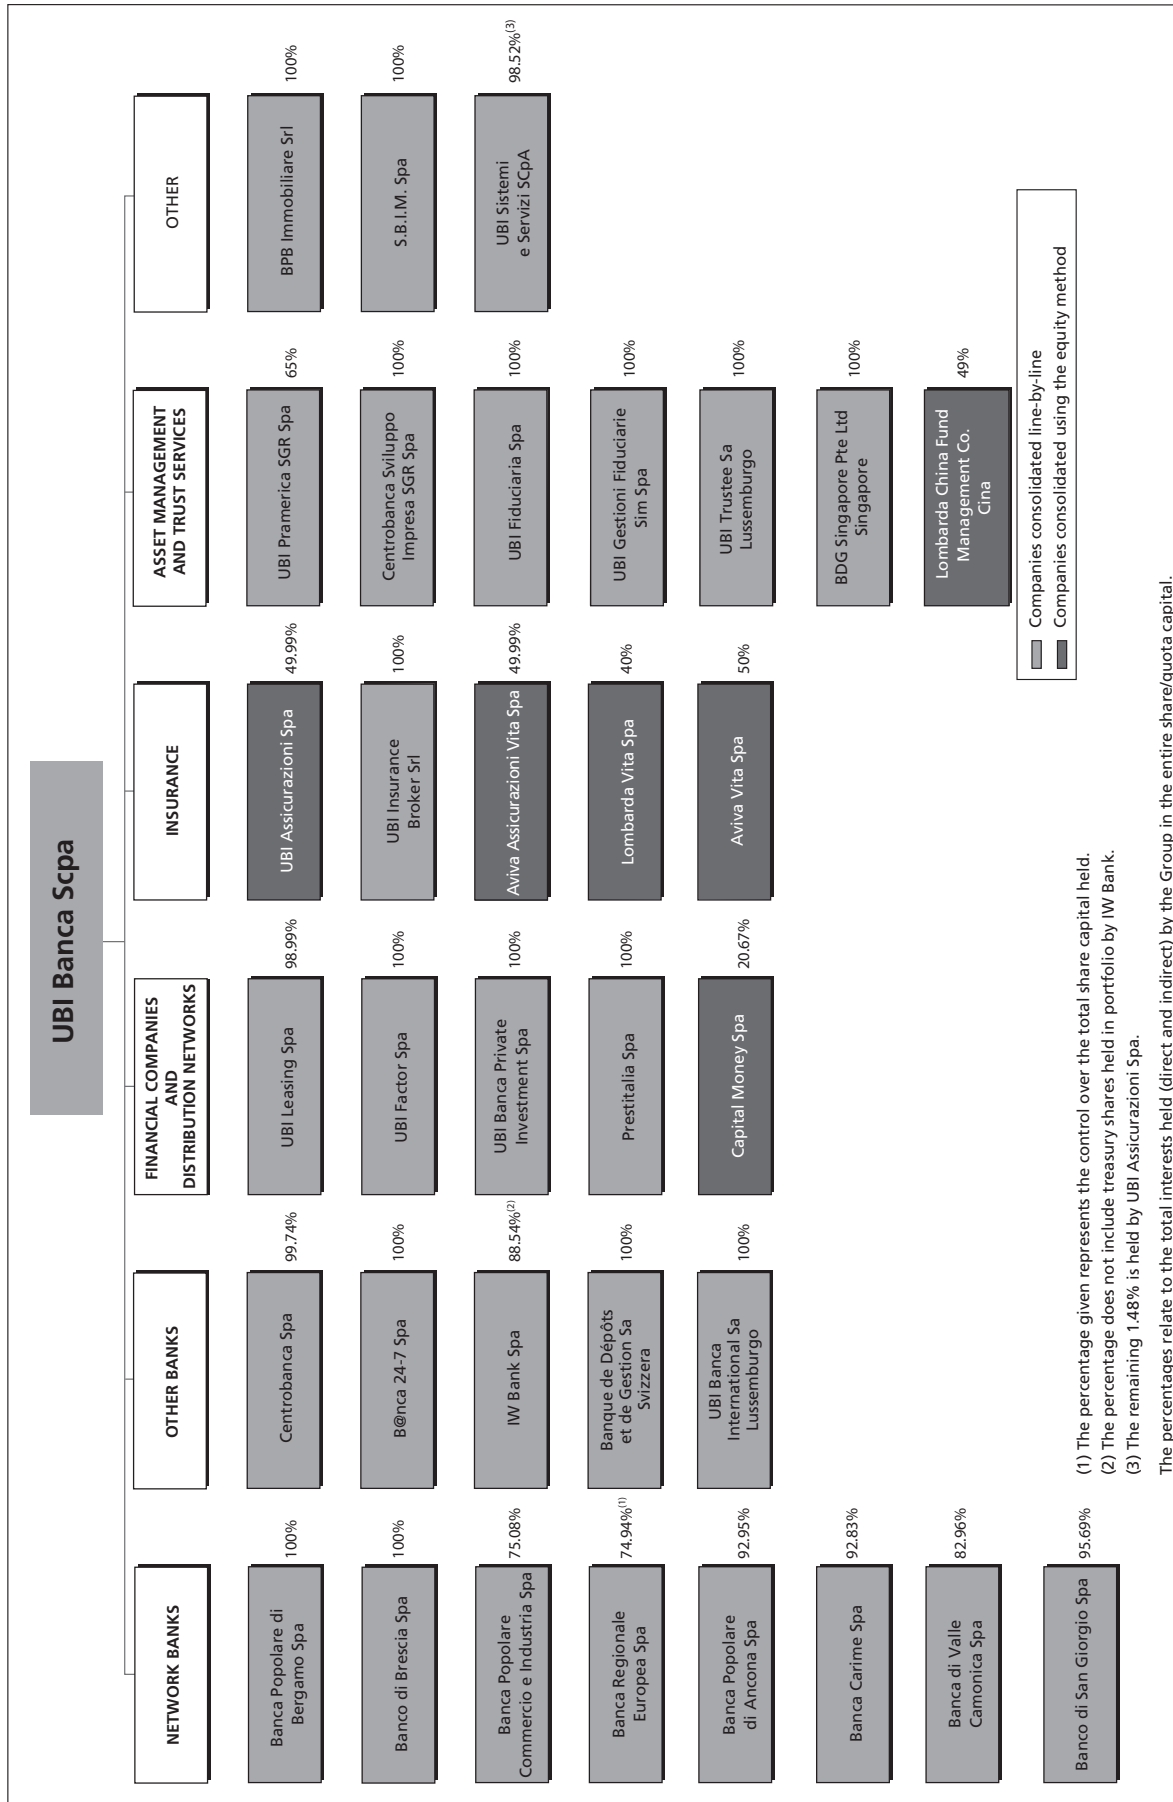 UBI Banca Scpa
NETWORK BANKS
Banca Popolare di
Bergamo Spa
100%
Banco di Brescia Spa
100%
Banca Popolare
Commercio e Industria Spa
75.08%
Banca Regionale
Europea Spa
74.94%(1)
Banca Popolare
di Ancona Spa
92.95%
Banca Carime Spa
92.83%
Banca di Valle
Camonica Spa
82.96%
Banco di San Giorgio Spa
95.69%
OTHER BANKS
Centrobanca Spa
99.74%
B@nca 24-7 Spa
100%
IW Bank Spa
88.54%(2)
Banque de Dépôts
et de Gestion Sa
Svizzera
100%
UBI Banca
International Sa
Lussemburgo
100%
FINANCIAL COMPANIES
AND
DISTRIBUTION NETWORKS
UBI Leasing Spa
98.99%
UBI Factor Spa
100%
UBI Banca Private
Investment Spa
100%
Prestitalia Spa
100%
Capital Money Spa
20.67%
INSURANCE
UBI Assicurazioni Spa
49.99%
UBI Insurance
Broker Srl
100%
Aviva Assicurazioni Vita Spa
49.99%
Lombarda Vita Spa
40%
Aviva Vita Spa
50%
ASSET MANAGEMENT
AND TRUST SERVICES
UBI Pramerica SGR Spa
65%
Centrobanca Sviluppo
Impresa SGR Spa
100%
UBI Fiduciaria Spa
100%
UBI Gestioni Fiduciarie
Sim Spa
100%
UBI Trustee Sa
Lussemburgo
100%
BDG Singapore Pte Ltd
Singapore
100%
Lombarda China Fund
Management Co.
Cina
49%
OTHER
BPB Immobiliare Srl
100%
S.B.I.M. Spa
100%
UBI Sistemi
e Servizi SCpA
98.52%(3)
Companies consolidated line-by-line
Companies consolidated using the equity method
(1) The percentage given represents the control over the total share capital held.
(2) The percentage does not include treasury shares held in portfolio by IW Bank.
(3) The remaining 1.48% is held by UBI Assicurazioni Spa.
The percentages relate to the total interests held (direct and indirect) by the Group in the entire share/quota capital.